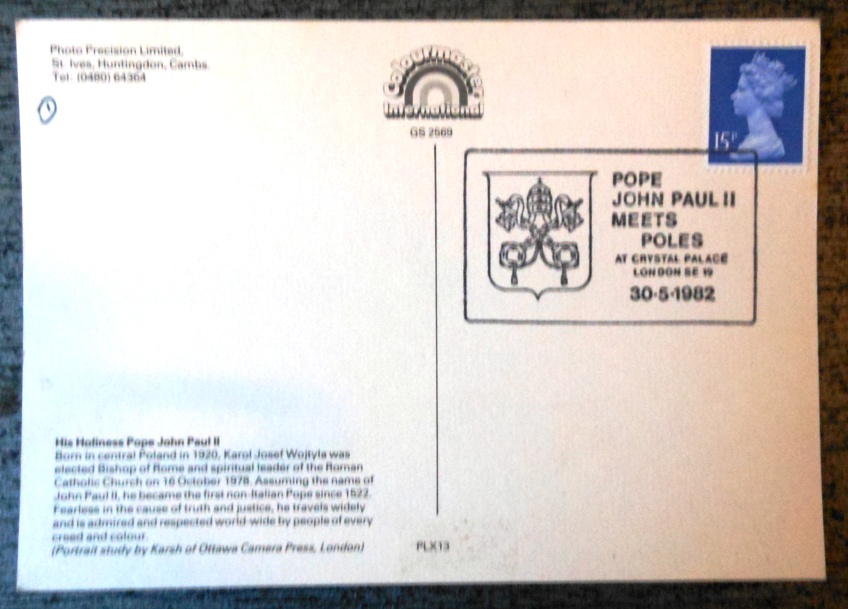 Photo Precision Limited,
St. Ives, Huntingdon, Cambs.
Tel: (0480) 64364
Colourmaster
International
GS 2569
15P
POPE
JOHN PAUL II
MEETS
POLES
AT CRYSTAL PALACE
LONDON SE 19
30·5·1982
His Holiness Pope John Paul II
Born in central Poland in 1920, Karol Josef Wojtyla was
elected Bishop of Rome and spiritual leader of the Roman
Catholic Church on 16 October 1978. Assuming the name of
John Paul II, he became the first non-Italian Pope since 1522.
Fearless in the cause of truth and justice, he travels widely
and is admired and respected world-wide by people of every
creed and colour.
(Portrait study by Karsh of Ottawa Camera Press, London)
PLX13